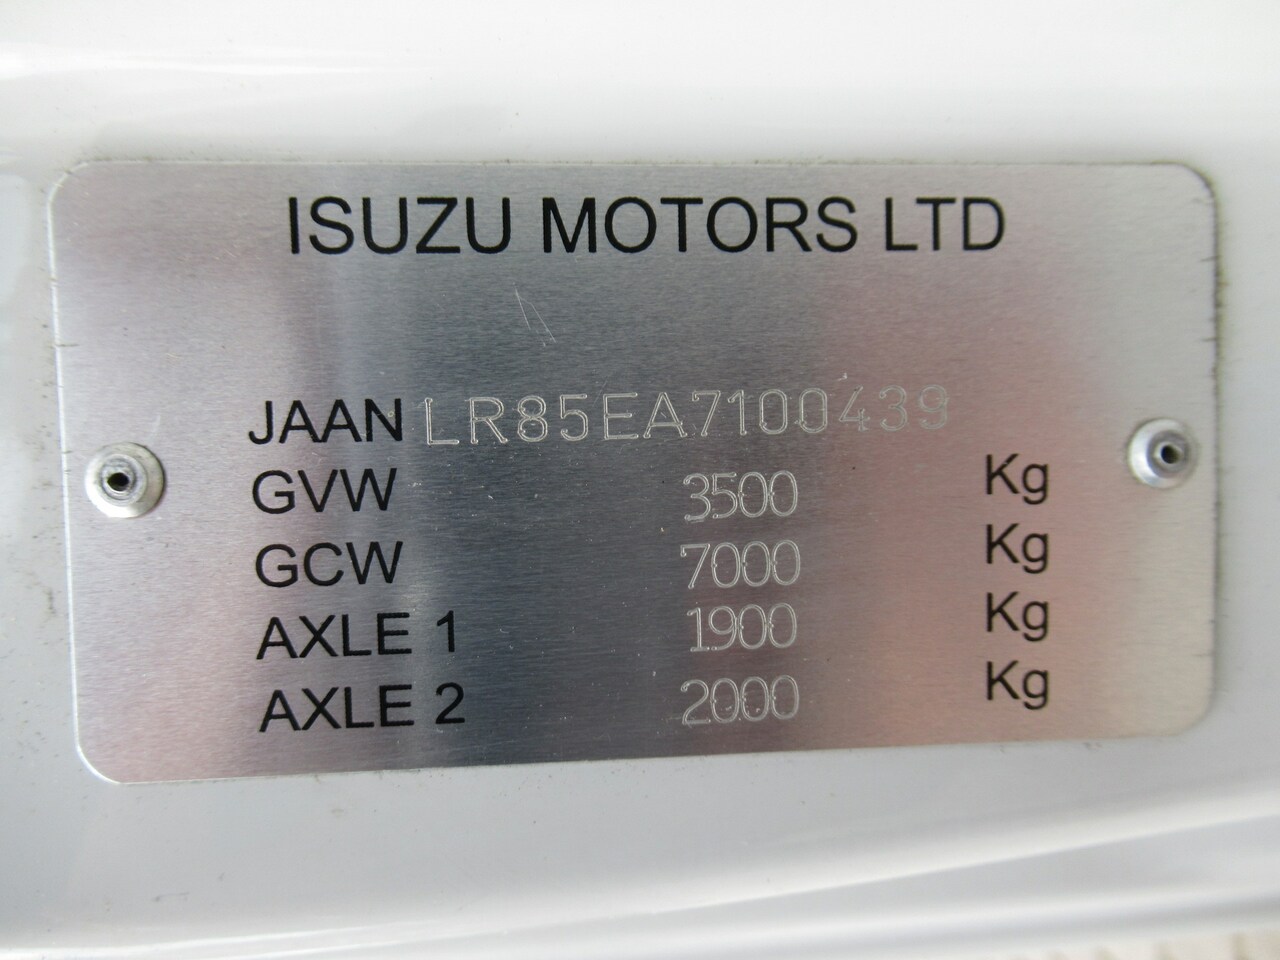 ISUZU MOTORS LTD
JAAN LR85EA7100439
GVW 3500 Kg
GCW 7000 Kg
AXLE 1 1900 Kg
AXLE 2 2000 Kg